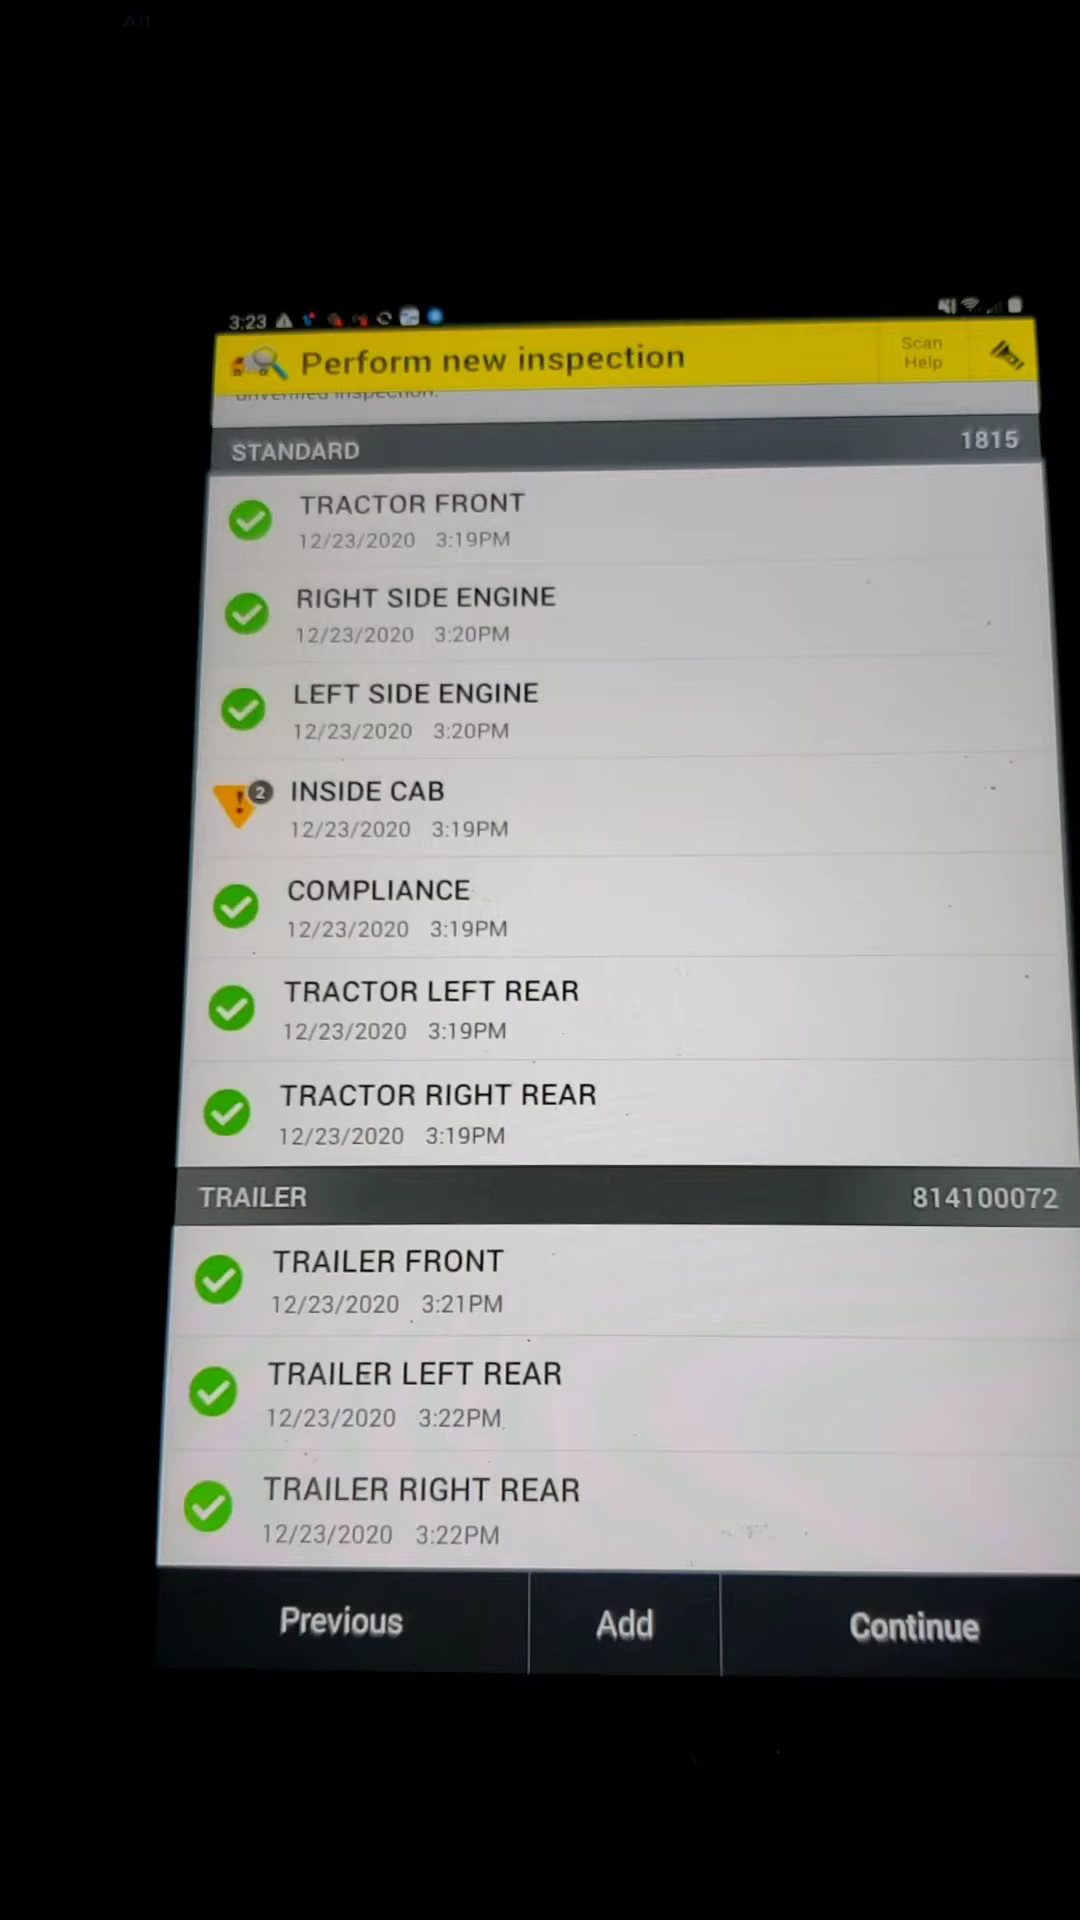 3:23
Perform new inspection
Scan
Help
unverified inspection.
STANDARD 1815
TRACTOR FRONT
12/23/2020 3:19PM
RIGHT SIDE ENGINE
12/23/2020 3:20PM
LEFT SIDE ENGINE
12/23/2020 3:20PM
2 INSIDE CAB
12/23/2020 3:19PM
COMPLIANCE
12/23/2020 3:19PM
TRACTOR LEFT REAR
12/23/2020 3:19PM
TRACTOR RIGHT REAR
12/23/2020 3:19PM
TRAILER 814100072
TRAILER FRONT
12/23/2020 3:21PM
TRAILER LEFT REAR
12/23/2020 3:22PM
TRAILER RIGHT REAR
12/23/2020 3:22PM
Previous Add Continue